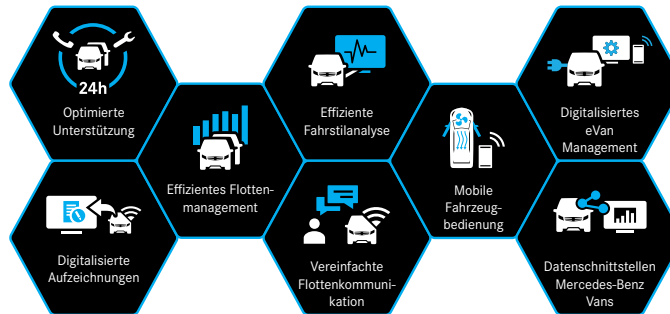 24h
Optimierte
Unterstützung
Effiziente
Fahrstilanalyse
Digitalisiertes
eVan
Management
Effizientes Flotten-
management
Mobile
Fahrzeug-
bedienung
Digitalisierte
Aufzeichnungen
Vereinfachte
Flottenkommuni-
kation
Datenschnittstellen
Mercedes-Benz
Vans